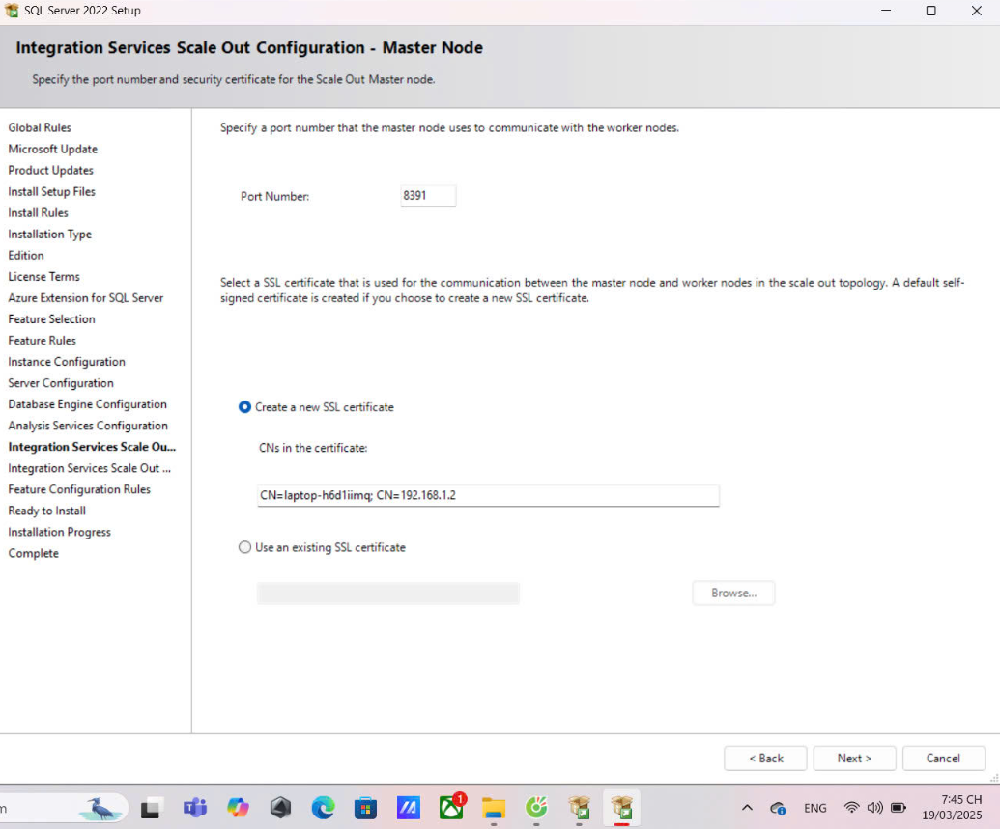 SQL Server 2022 Setup
Integration Services Scale Out Configuration - Master Node
Specify the port number and security certificate for the Scale Out Master node.
Global Rules
Microsoft Update
Product Updates
Install Setup Files
Install Rules
Installation Type
Edition
License Terms
Azure Extension for SQL Server
Feature Selection
Feature Rules
Instance Configuration
Server Configuration
Database Engine Configuration
Analysis Services Configuration
Integration Services Scale Ou...
Integration Services Scale Out ...
Feature Configuration Rules
Ready to Install
Installation Progress
Complete
Specify a port number that the master node uses to communicate with the worker nodes.
Port Number: 8391
Select a SSL certificate that is used for the communication between the master node and worker nodes in the scale out topology. A default self-
signed certificate is created if you choose to create a new SSL certificate.
Create a new SSL certificate
CNs in the certificate:
CN=laptop-h6d1iimq; CN=192.168.1.2
Use an existing SSL certificate
Browse...
< Back Next > Cancel
m
1
ENG
7:45 CH
19/03/2025